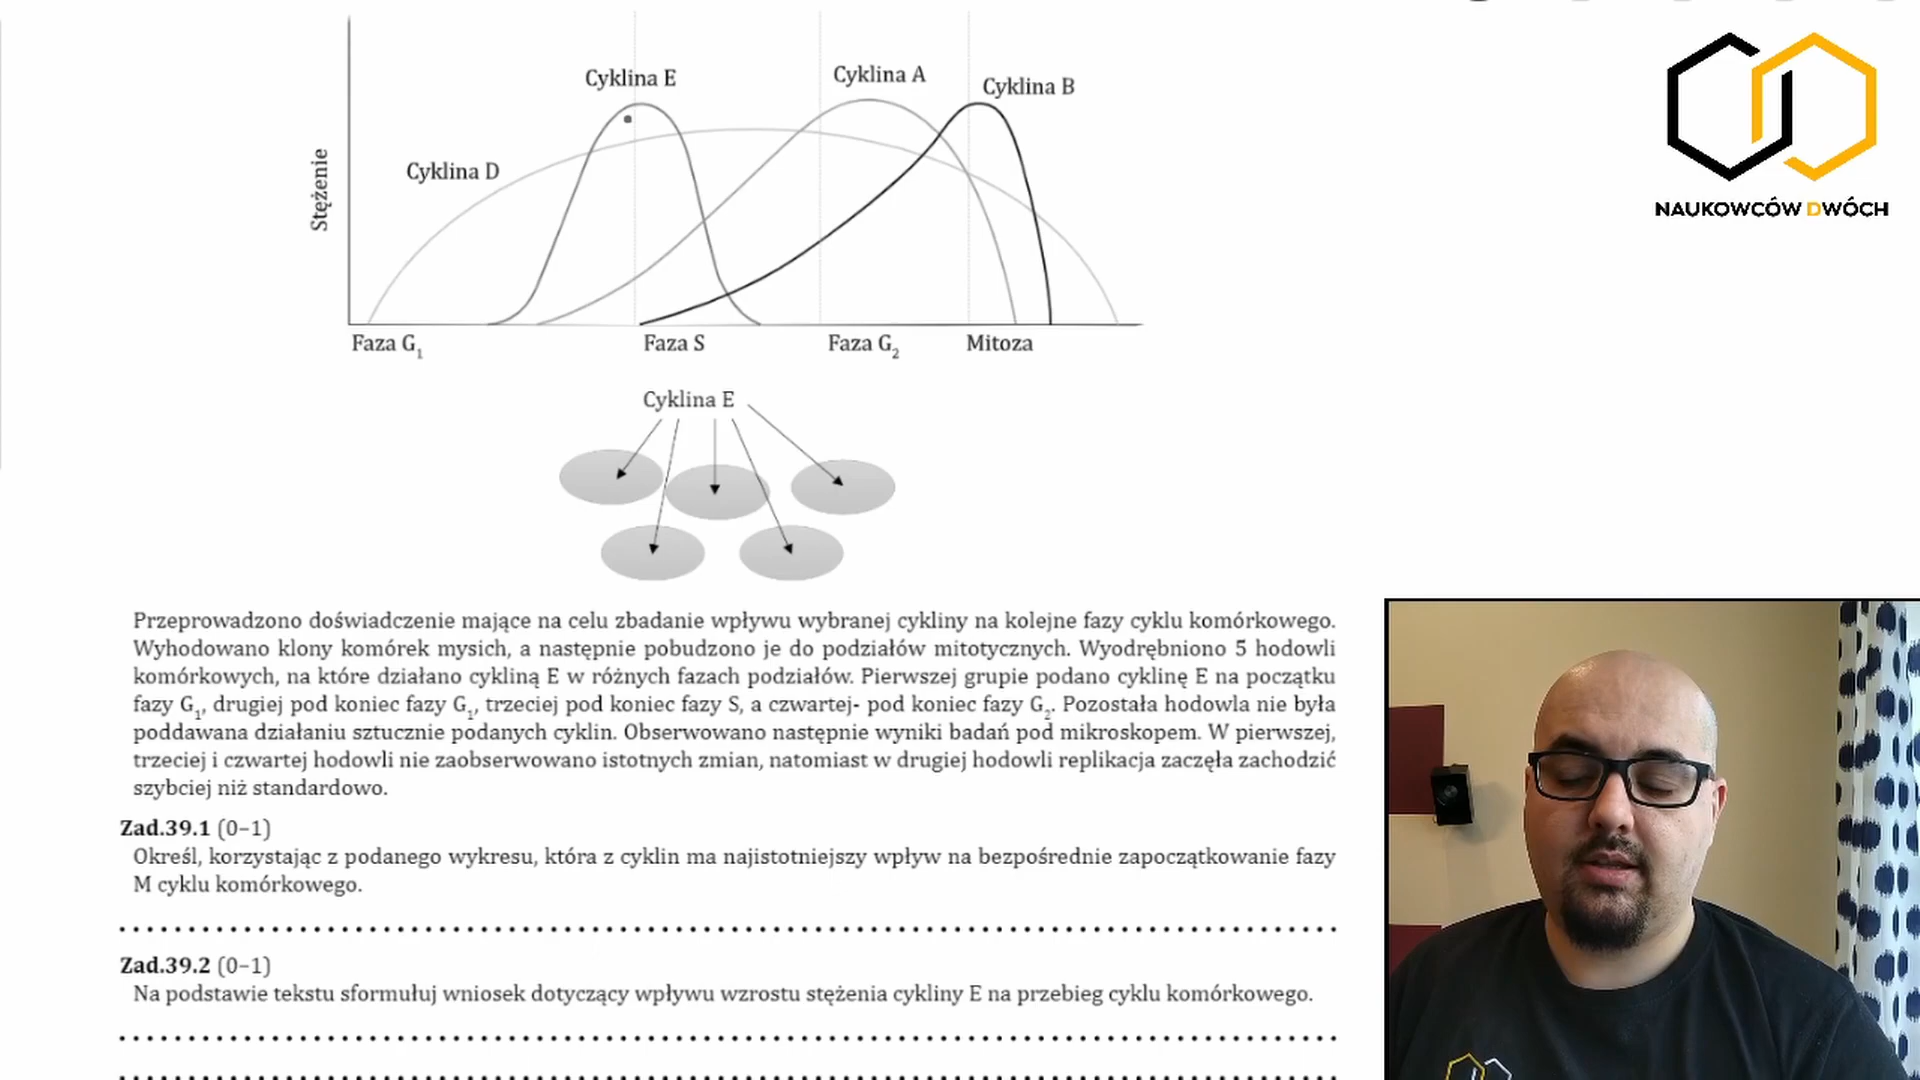 Cyklina E
Cyklina A
Cyklina B
Cyklina D
Stężenie
Faza G₁
Faza S
Faza G₂
Mitoza
NAUKOWCÓW DWÓCH
Cyklina E
Przeprowadzono doświadczenie mające na celu zbadanie wpływu wybranej cykliny na kolejne fazy cyklu komórkowego.
Wyhodowano klony komórek mysich, a następnie pobudzono je do podziałów mitotycznych. Wyodrębniono 5 hodowli
komórkowych, na które działano cykliną E w różnych fazach podziałów. Pierwszej grupie podano cyklinę E na początku
fazy G₁, drugiej pod koniec fazy G₁, trzeciej pod koniec fazy S, a czwartej- pod koniec fazy G₂. Pozostała hodowla nie była
poddawana działaniu sztucznie podanych cyklin. Obserwowano następnie wyniki badań pod mikroskopem. W pierwszej,
trzeciej i czwartej hodowli nie zaobserwowano istotnych zmian, natomiast w drugiej hodowli replikacja zaczęła zachodzić
szybciej niż standardowo.
Zad.39.1 (0–1)
Określ, korzystając z podanego wykresu, która z cyklin ma najistotniejszy wpływ na bezpośrednie zapoczątkowanie fazy
M cyklu komórkowego.
Zad.39.2 (0–1)
Na podstawie tekstu sformułuj wniosek dotyczący wpływu wzrostu stężenia cykliny E na przebieg cyklu komórkowego.